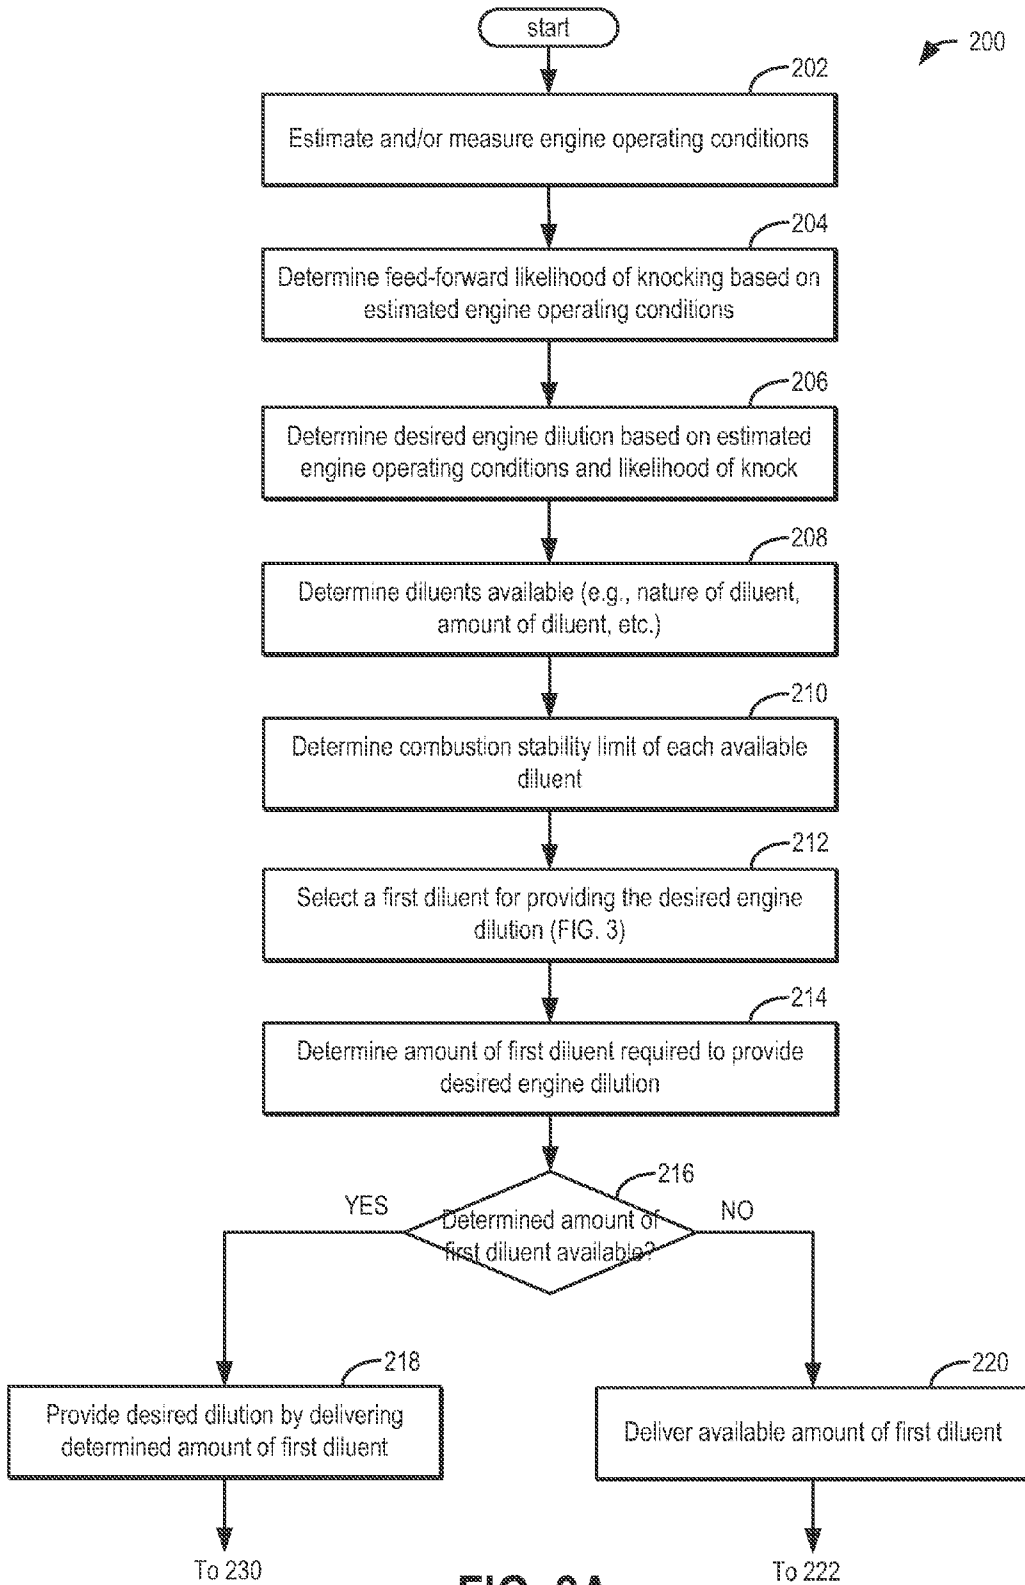 start
200
202
Estimate and/or measure engine operating conditions
204
Determine feed-forward likelihood of knocking based on
estimated engine operating conditions
206
Determine desired engine dilution based on estimated
engine operating conditions and likelihood of knock
208
Determine diluents available (e.g., nature of diluent,
amount of diluent, etc.)
210
Determine combustion stability limit of each available
diluent
212
Select a first diluent for providing the desired engine
dilution (FIG. 3)
214
Determine amount of first diluent required to provide
desired engine dilution
216
YES
NO
Determined amount of
first diluent available?
218
Provide desired dilution by delivering
determined amount of first diluent
220
Deliver available amount of first diluent
To 230
To 222
FIG. 2A